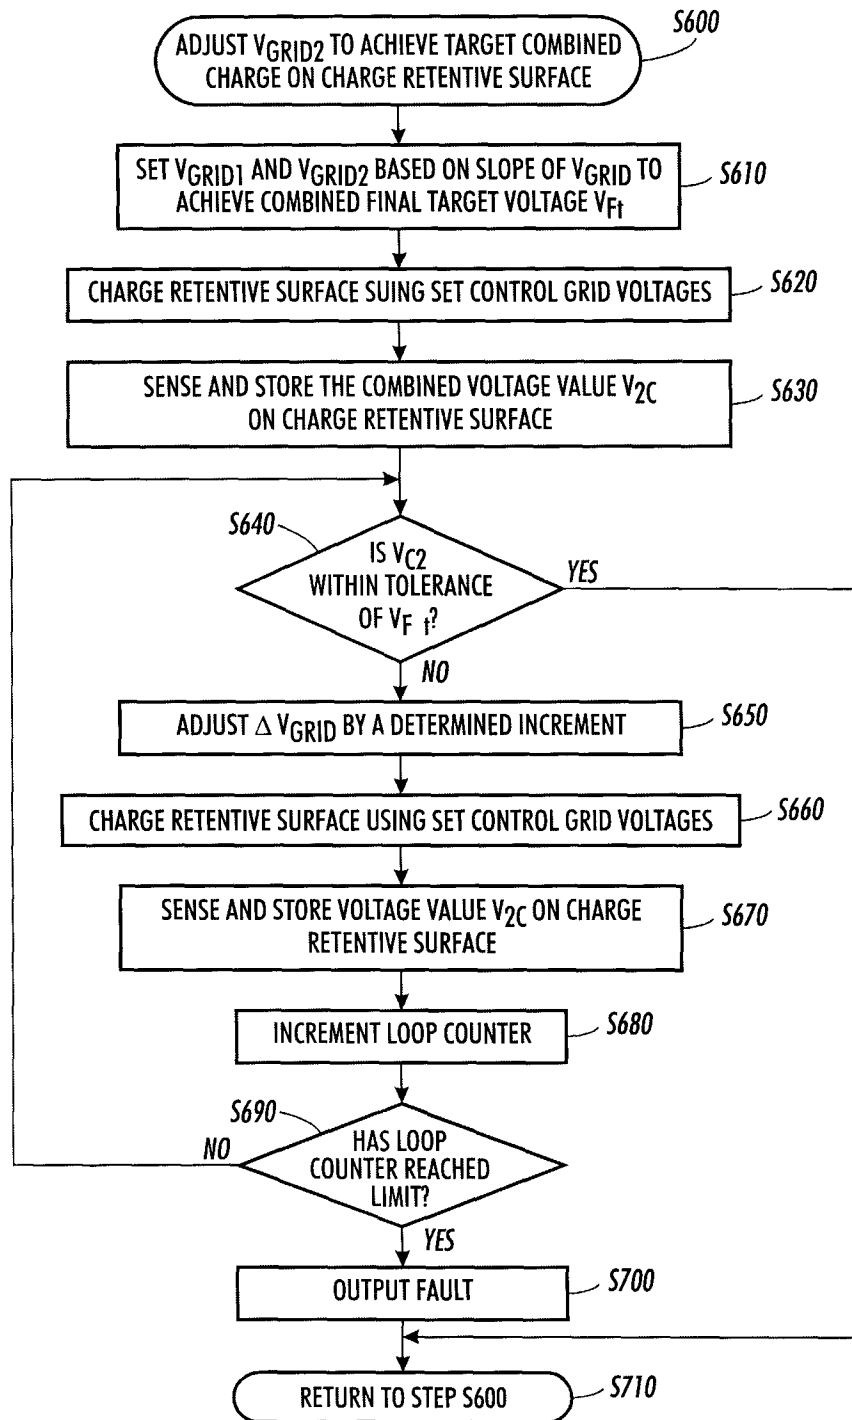 ADJUST VGRID2 TO ACHIEVE TARGET COMBINED
CHARGE ON CHARGE RETENTIVE SURFACE
S600
SET VGRID1 AND VGRID2 BASED ON SLOPE OF VGRID TO
ACHIEVE COMBINED FINAL TARGET VOLTAGE VFt
S610
CHARGE RETENTIVE SURFACE SUING SET CONTROL GRID VOLTAGES
S620
SENSE AND STORE THE COMBINED VOLTAGE VALUE V2C
ON CHARGE RETENTIVE SURFACE
S630
S640
IS VC2
WITHIN TOLERANCE
OF VF t?
YES
NO
ADJUST Δ VGRID BY A DETERMINED INCREMENT
S650
CHARGE RETENTIVE SURFACE USING SET CONTROL GRID VOLTAGES
S660
SENSE AND STORE VOLTAGE VALUE V2C ON CHARGE
RETENTIVE SURFACE
S670
INCREMENT LOOP COUNTER
S680
S690
NO
HAS LOOP
COUNTER REACHED
LIMIT?
YES
OUTPUT FAULT
S700
RETURN TO STEP S600
S710